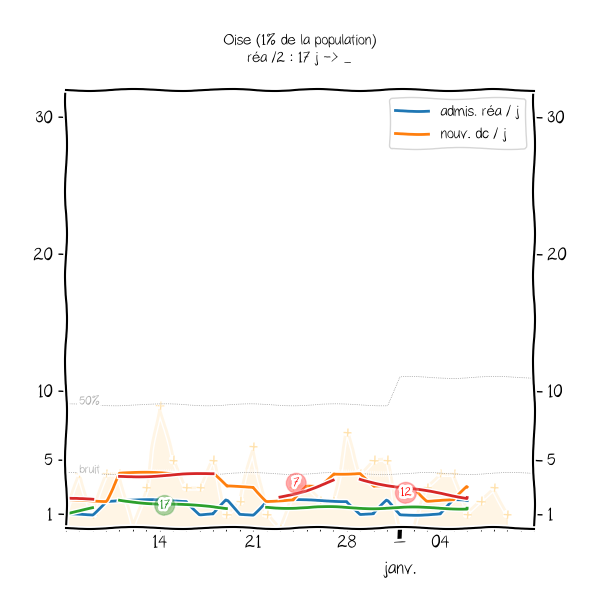 Oise (1% de la population)
réa /2 : 17 j -> _
admis. réa / j
nouv. dc / j
30 30
20 20
10 10
50%
5 5
bruit
7
12
17
1 1
14 21 28 _ 04
janv.